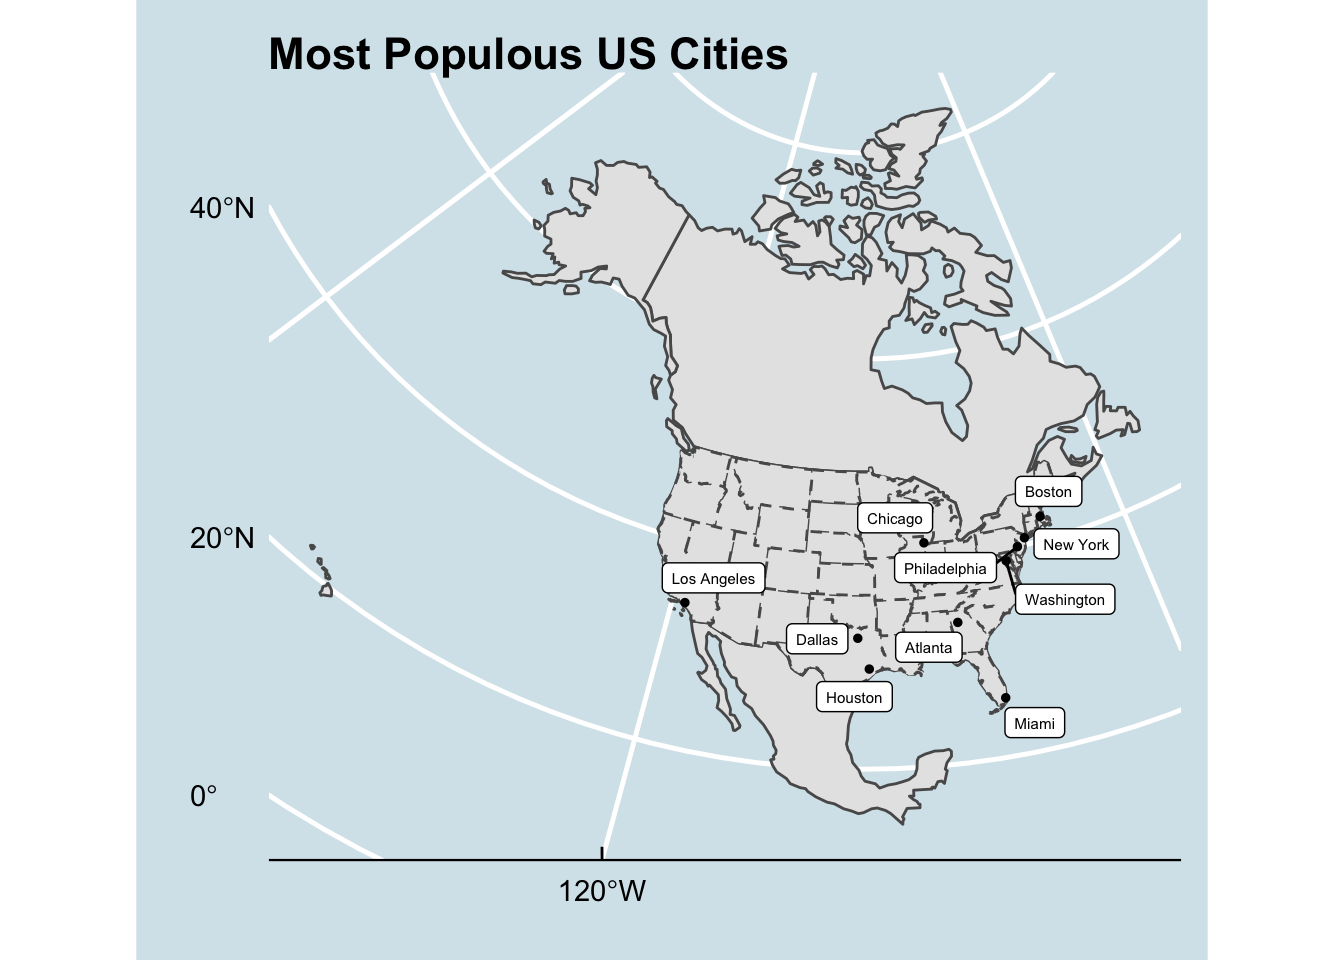 Most Populous US Cities
40°N
20°N
0°
120°W
Boston
Chicago
New York
Philadelphia
Los Angeles
Washington
Dallas
Atlanta
Houston
Miami